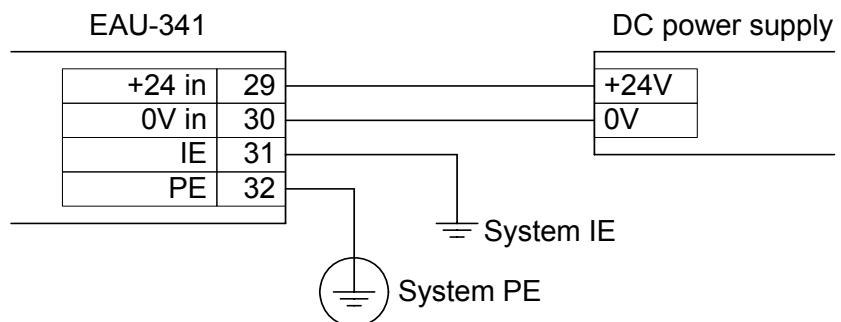 EAU-341 DC power supply
+24 in 29 +24V
0V in 30 0V
IE 31
PE 32
System IE
System PE